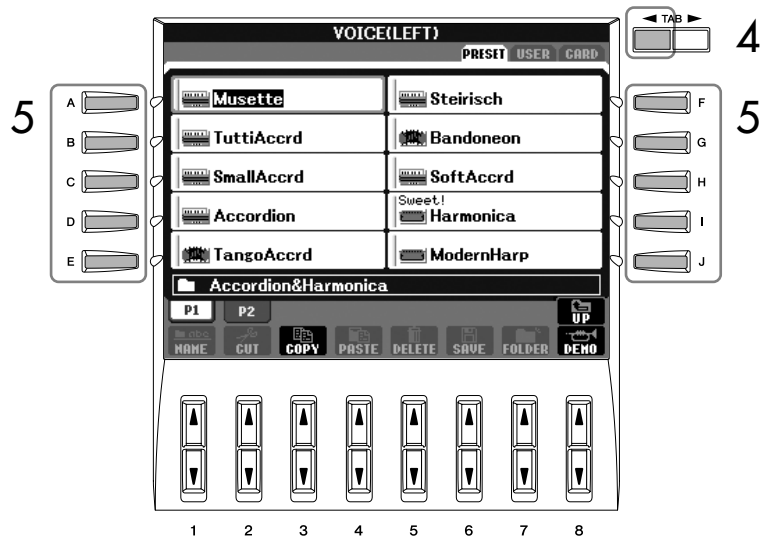 VOICE(LEFT)
PRESET USER CARD
◄ TAB ►
4
5
A
B
C
D
E
Musette
TuttiAccrd
SmallAccrd
Accordion
TangoAccrd
Steirisch
Bandoneon
SoftAccrd
Sweet!
Harmonica
ModernHarp
F
G
H
I
J
5
Accordion&Harmonica
P1 P2 UP
NAME CUT COPY PASTE DELETE SAVE FOLDER DEMO
1 2 3 4 5 6 7 8